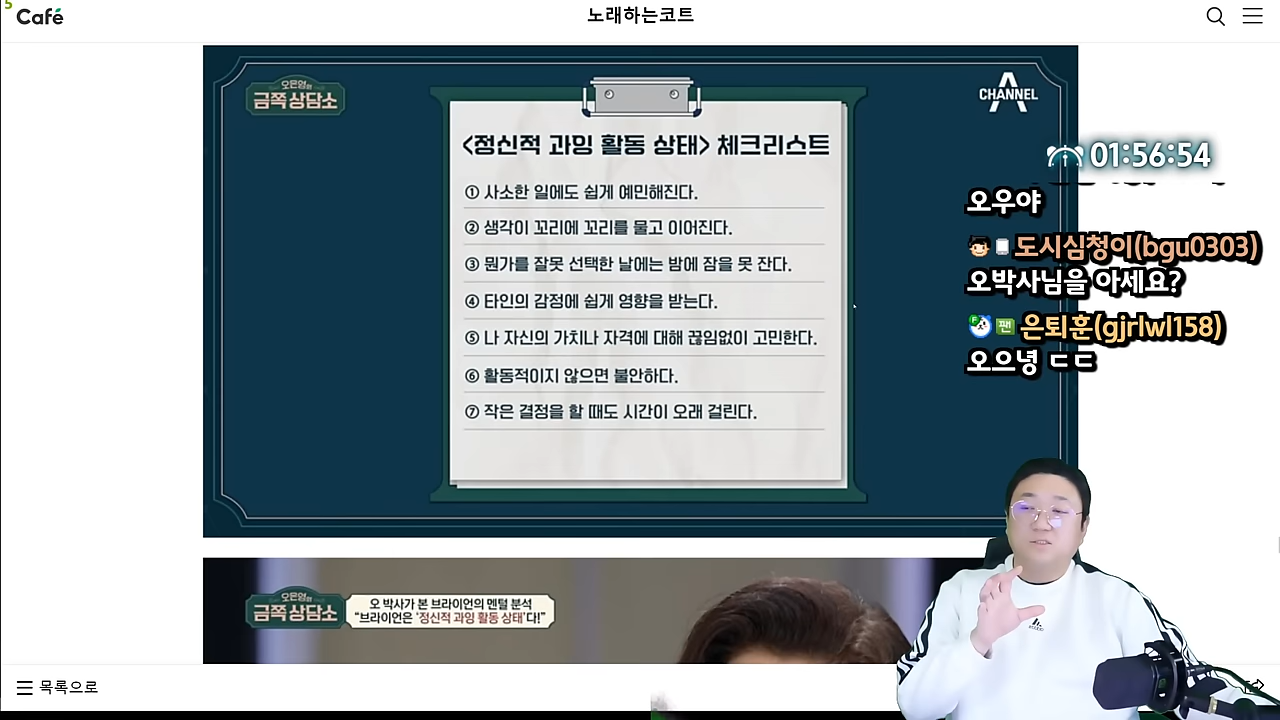 5
Café
노래하는코트
오은영의
금쪽 상담소
CHANNEL
<정신적 과잉 활동 상태> 체크리스트
① 사소한 일에도 쉽게 예민해진다.
② 생각이 꼬리에 꼬리를 물고 이어진다.
③ 뭔가를 잘못 선택한 날에는 밤에 잠을 못 잔다.
④ 타인의 감정에 쉽게 영향을 받는다.
⑤ 나 자신의 가치나 자격에 대해 끊임없이 고민한다.
⑥ 활동적이지 않으면 불안하다.
⑦ 작은 결정을 할 때도 시간이 오래 걸린다.
01:56:54
오우야
도시심청이(bgu0303)
오박사님을 아세요?
팬 은퇴훈(gjrlwl158)
오으녕 ㄷㄷ
오은영의
금쪽 상담소
오 박사가 본 브라이언의 멘털 분석
“브라이언은 ‘정신적 과잉 활동 상태’다!”
목록으로